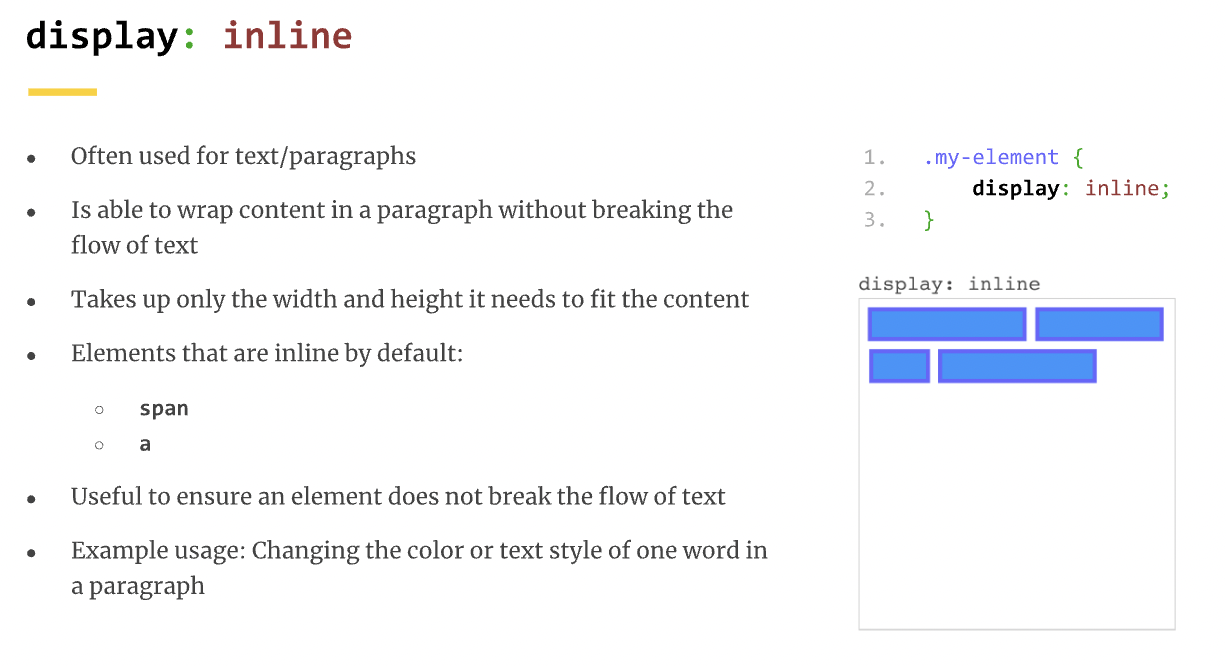 display: inline
● Often used for text/paragraphs
● Is able to wrap content in a paragraph without breaking the
flow of text
● Takes up only the width and height it needs to fit the content
● Elements that are inline by default:
○ span
○ a
● Useful to ensure an element does not break the flow of text
● Example usage: Changing the color or text style of one word in
a paragraph
1. .my-element {
2. display: inline;
3. }
display: inline